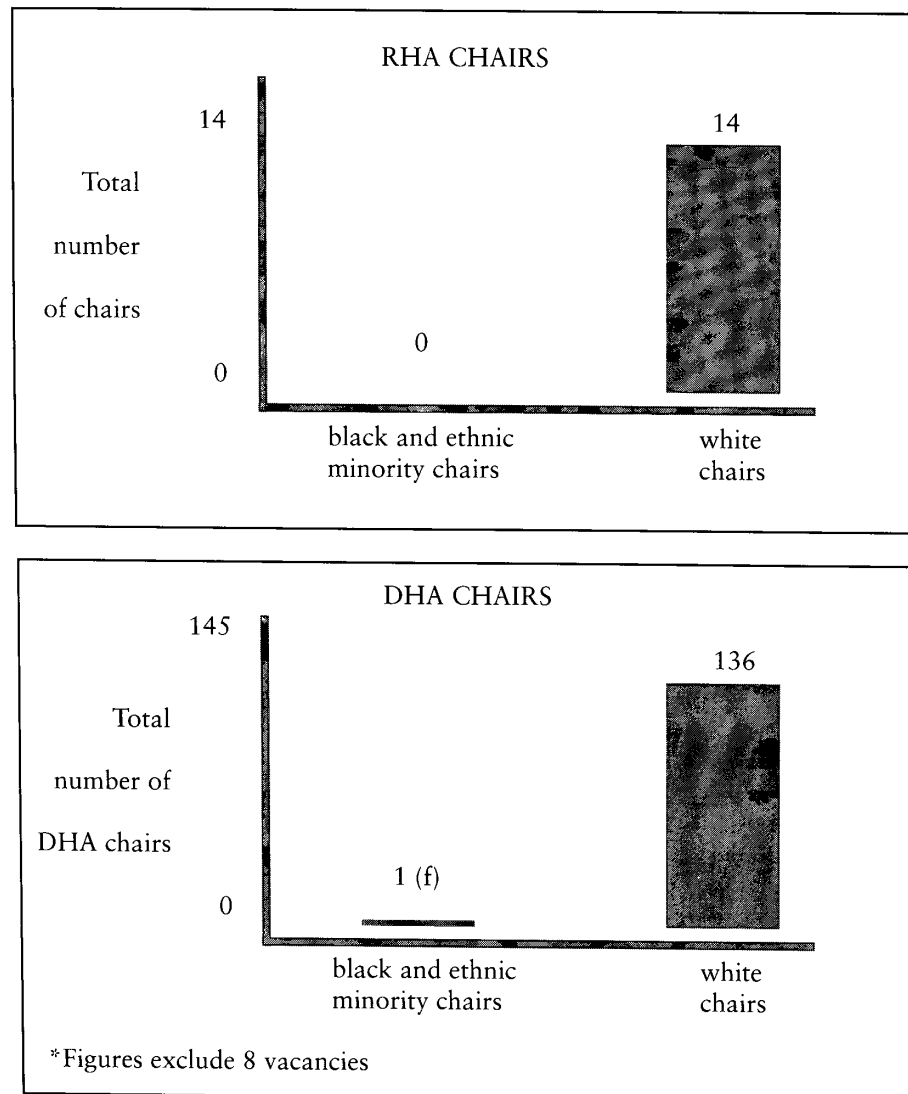 RHA CHAIRS
14
14
Total
number
of chairs
0
0
black and ethnic
minority chairs
white
chairs
DHA CHAIRS
145
136
Total
number of
DHA chairs
1 (f)
0
black and ethnic
minority chairs
white
chairs
*Figures exclude 8 vacancies